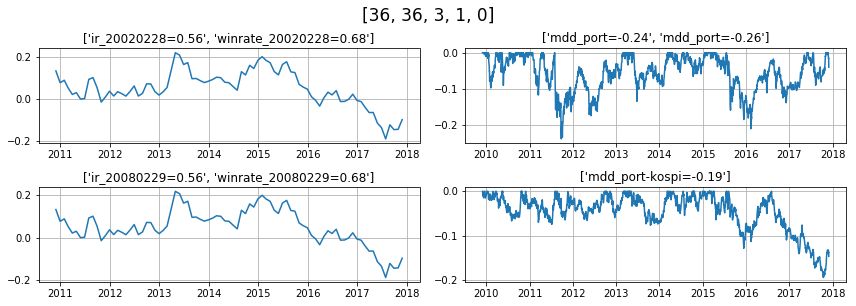 [36, 36, 3, 1, 0]
['ir_20020228=0.56', 'winrate_20020228=0.68']
0.2
0.0
−0.2
2011 2012 2013 2014 2015 2016 2017 2018
['mdd_port=-0.24', 'mdd_port=-0.26']
0.0
−0.1
−0.2
2010 2011 2012 2013 2014 2015 2016 2017 2018
['ir_20080229=0.56', 'winrate_20080229=0.68']
0.2
0.0
−0.2
2011 2012 2013 2014 2015 2016 2017 2018
['mdd_port-kospi=-0.19']
0.0
−0.1
−0.2
2010 2011 2012 2013 2014 2015 2016 2017 2018